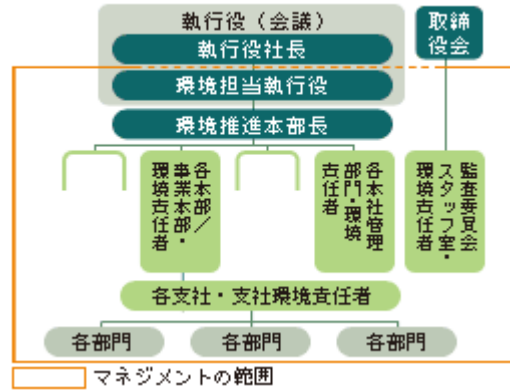 執行役（会議）
執行役社長
環境担当執行役
環境推進本部長
取締
役会
各本部／
事業本部・
環境責任者
各本社管理
部門・環境
責任者
監査委員会
スタッフ室・
環境責任者
各支社・支社環境責任者
各部門
各部門
各部門
マネジメントの範囲